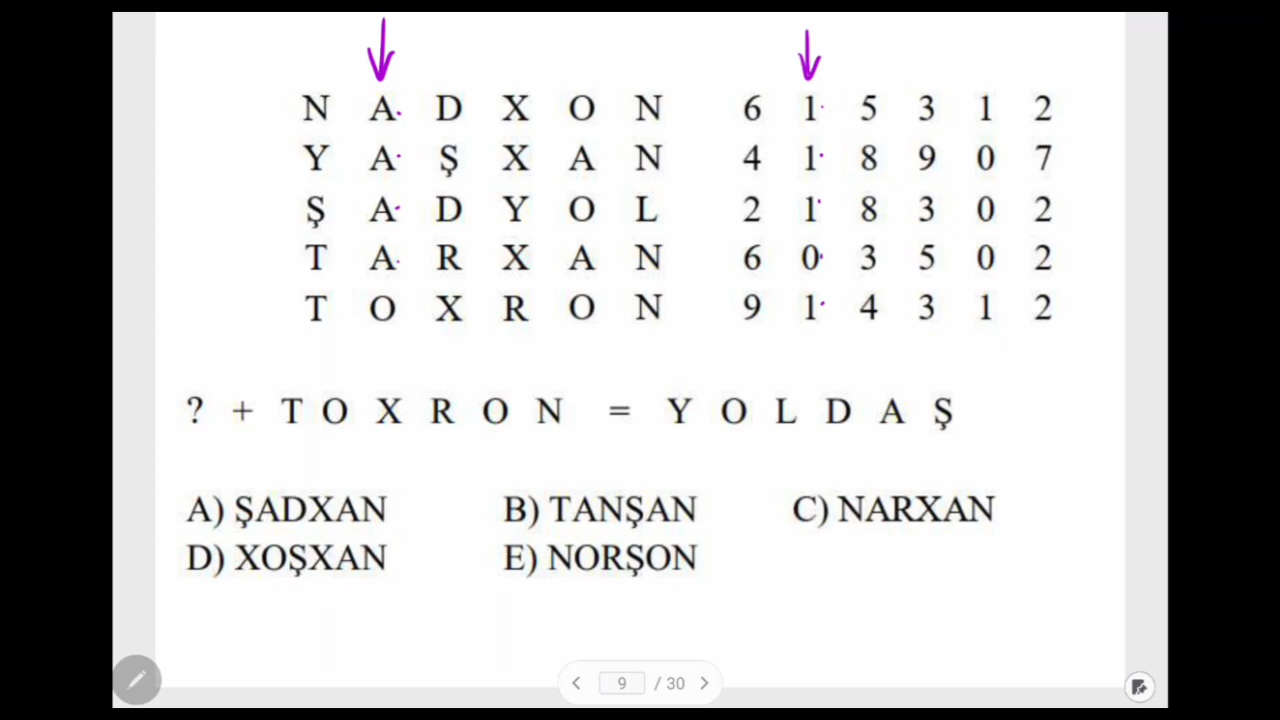 N A D X O N 6 1 5 3 1 2
Y A Ş X A N 4 1 8 9 0 7
Ş A D Y O L 2 1 8 3 0 2
T A R X A N 6 0 3 5 0 2
T O X R O N 9 1 4 3 1 2
? + T O X R O N = Y O L D A Ş
A) ŞADXAN B) TANŞAN C) NARXAN
D) XOŞXAN E) NORŞON
9 / 30